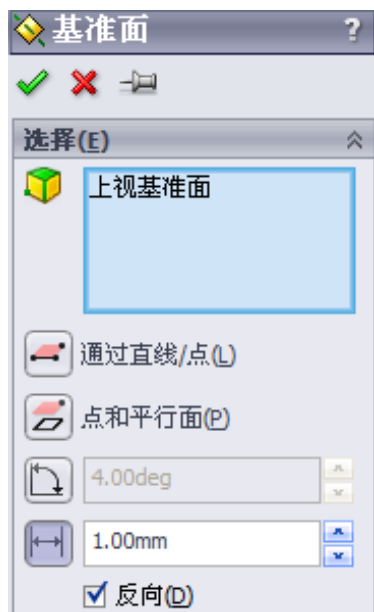 基准面 ?
选择(E)
上视基准面
通过直线/点(L)
点和平行面(P)
4.00deg
1.00mm
反向(D)